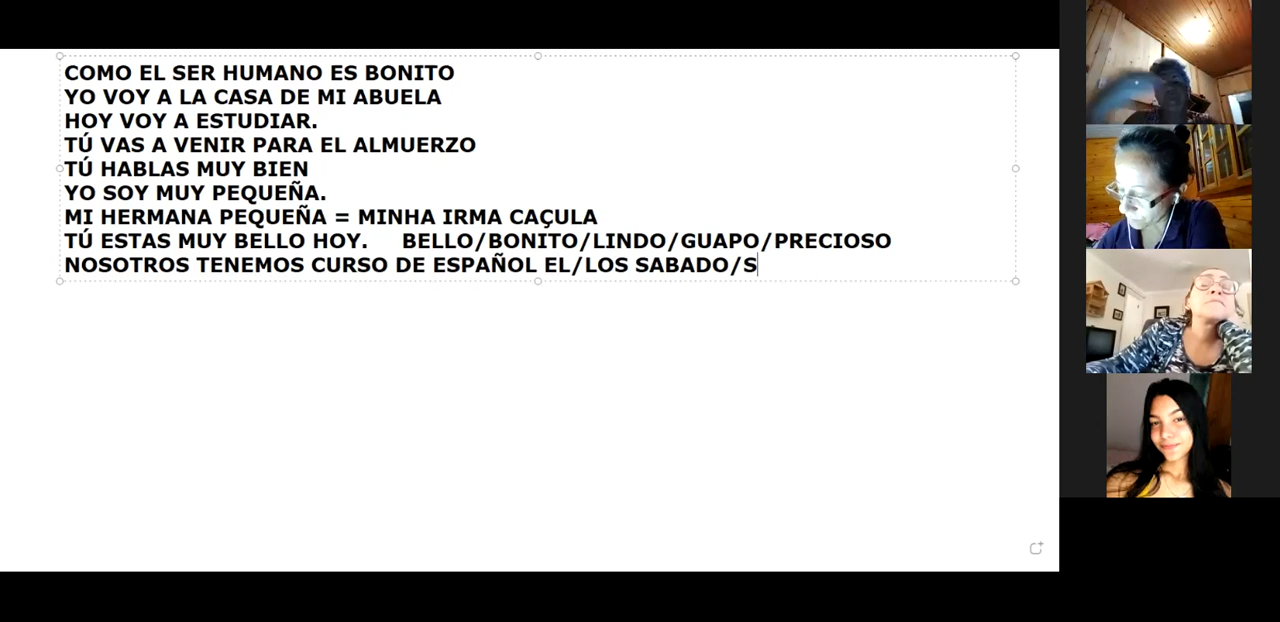 COMO EL SER HUMANO ES BONITO
YO VOY A LA CASA DE MI ABUELA
HOY VOY A ESTUDIAR.
TÚ VAS A VENIR PARA EL ALMUERZO
TÚ HABLAS MUY BIEN
YO SOY MUY PEQUEÑA.
MI HERMANA PEQUEÑA = MINHA IRMA CAÇULA
TÚ ESTAS MUY BELLO HOY. BELLO/BONITO/LINDO/GUAPO/PRECIOSO
NOSOTROS TENEMOS CURSO DE ESPAÑOL EL/LOS SABADO/S